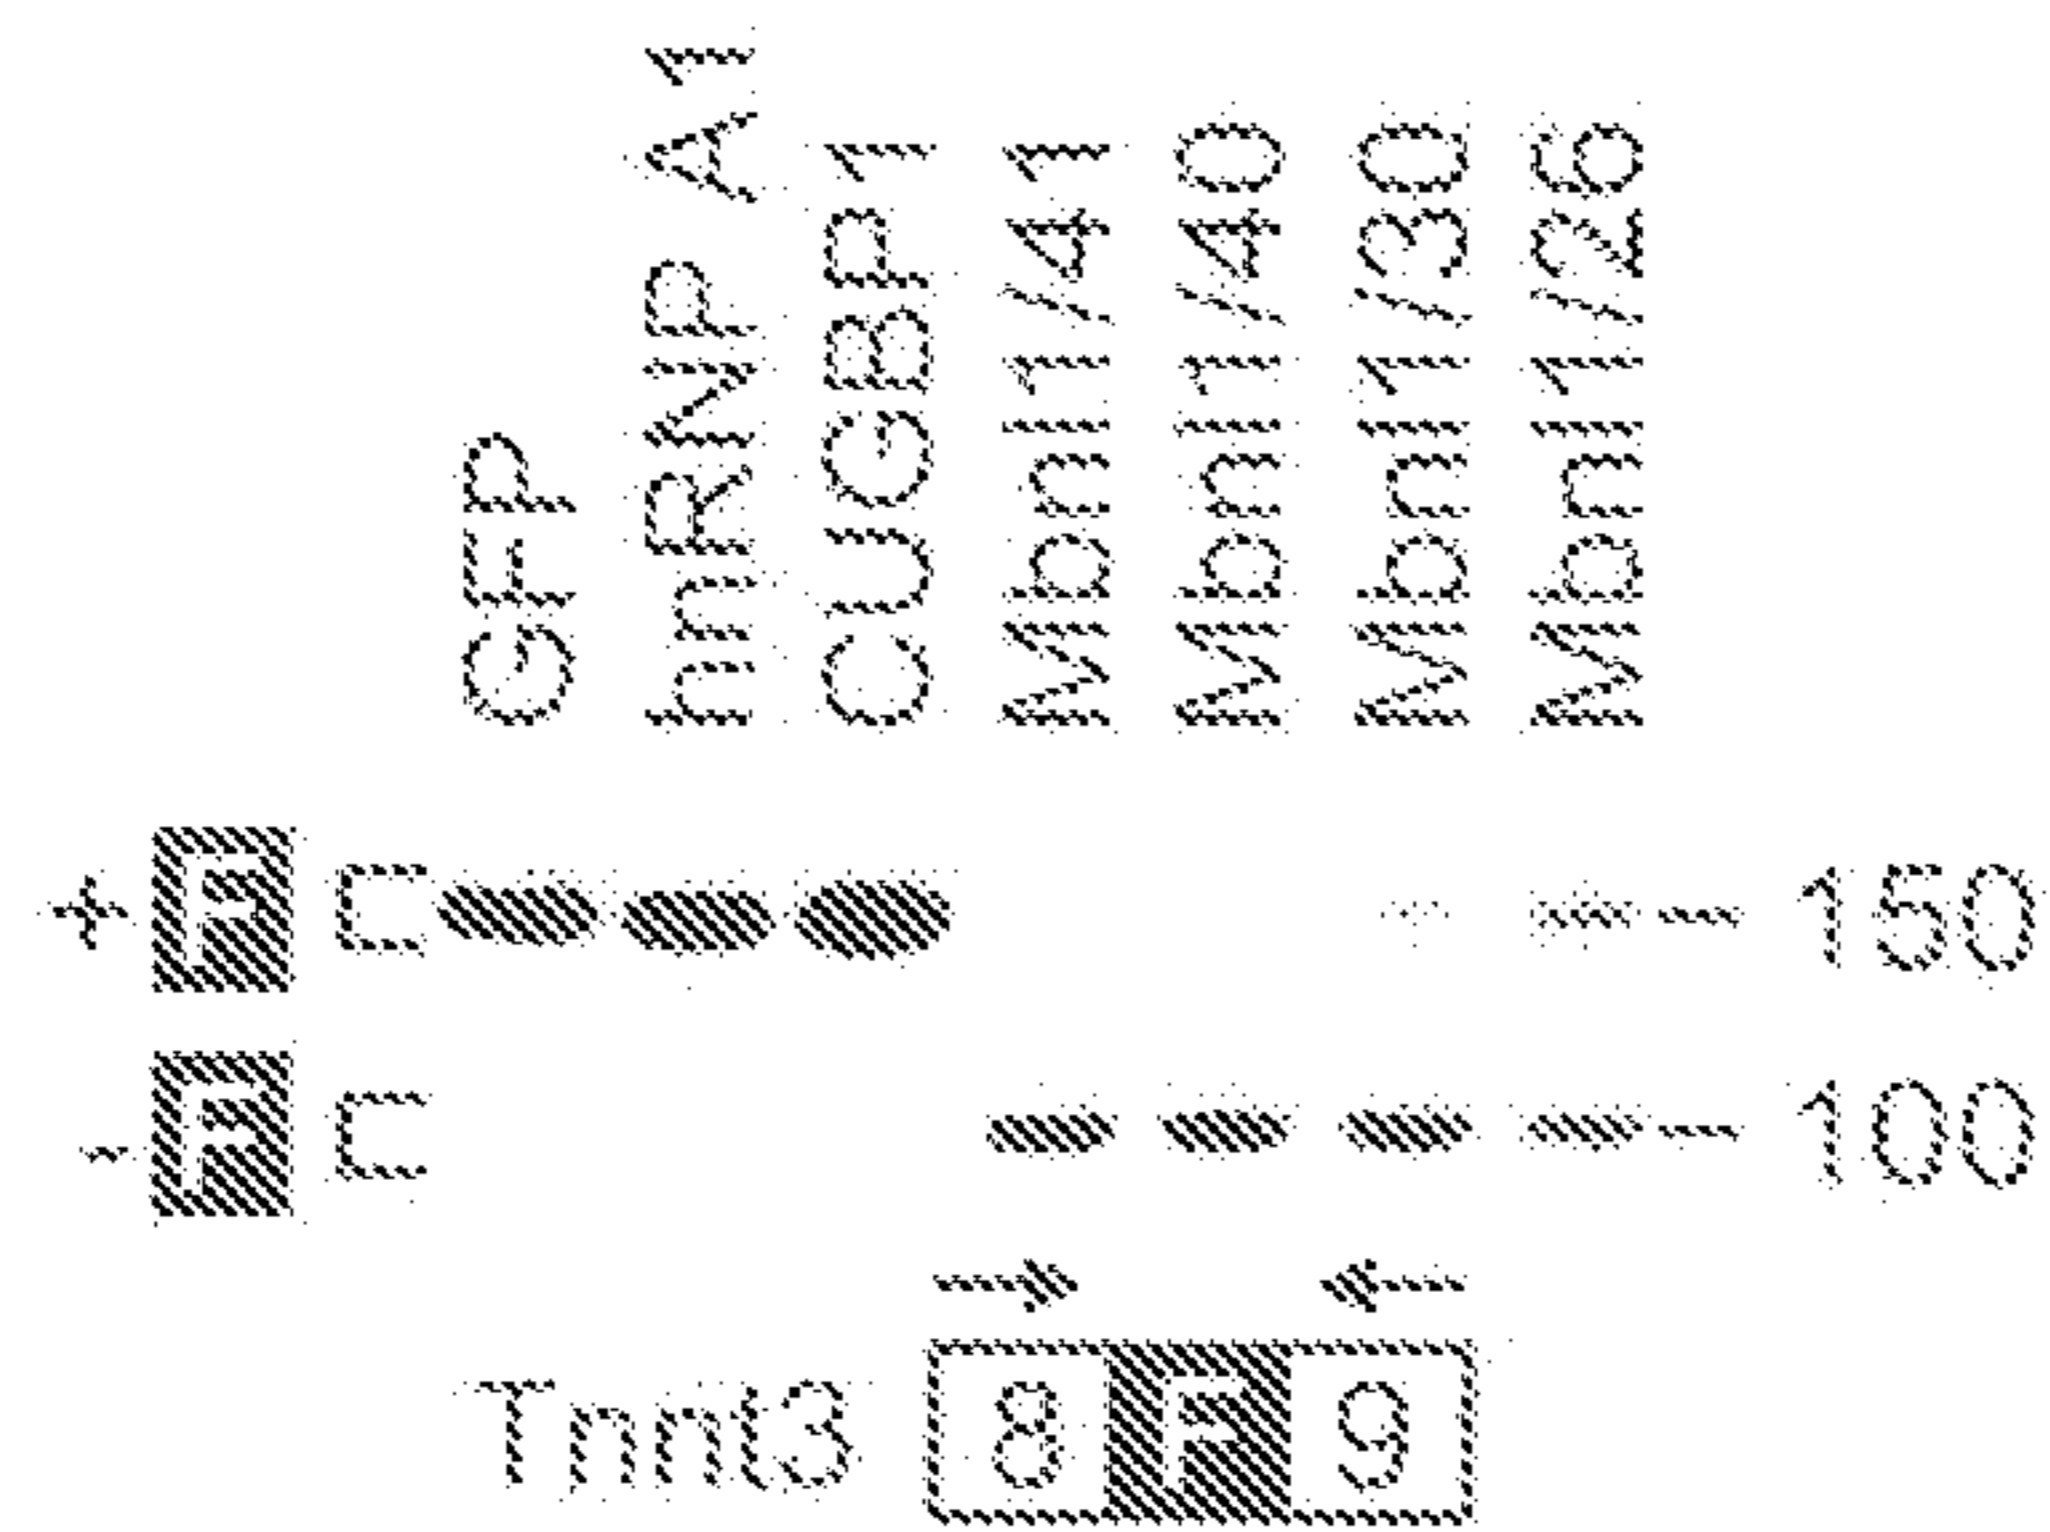 GFP
hnRNP A1
CUGBP1
Mbnl1/41
Mbnl1/40
Mbnl1/30
Mbnl1/26
+ F 150
- F 100
Tnnt3 8 F 9